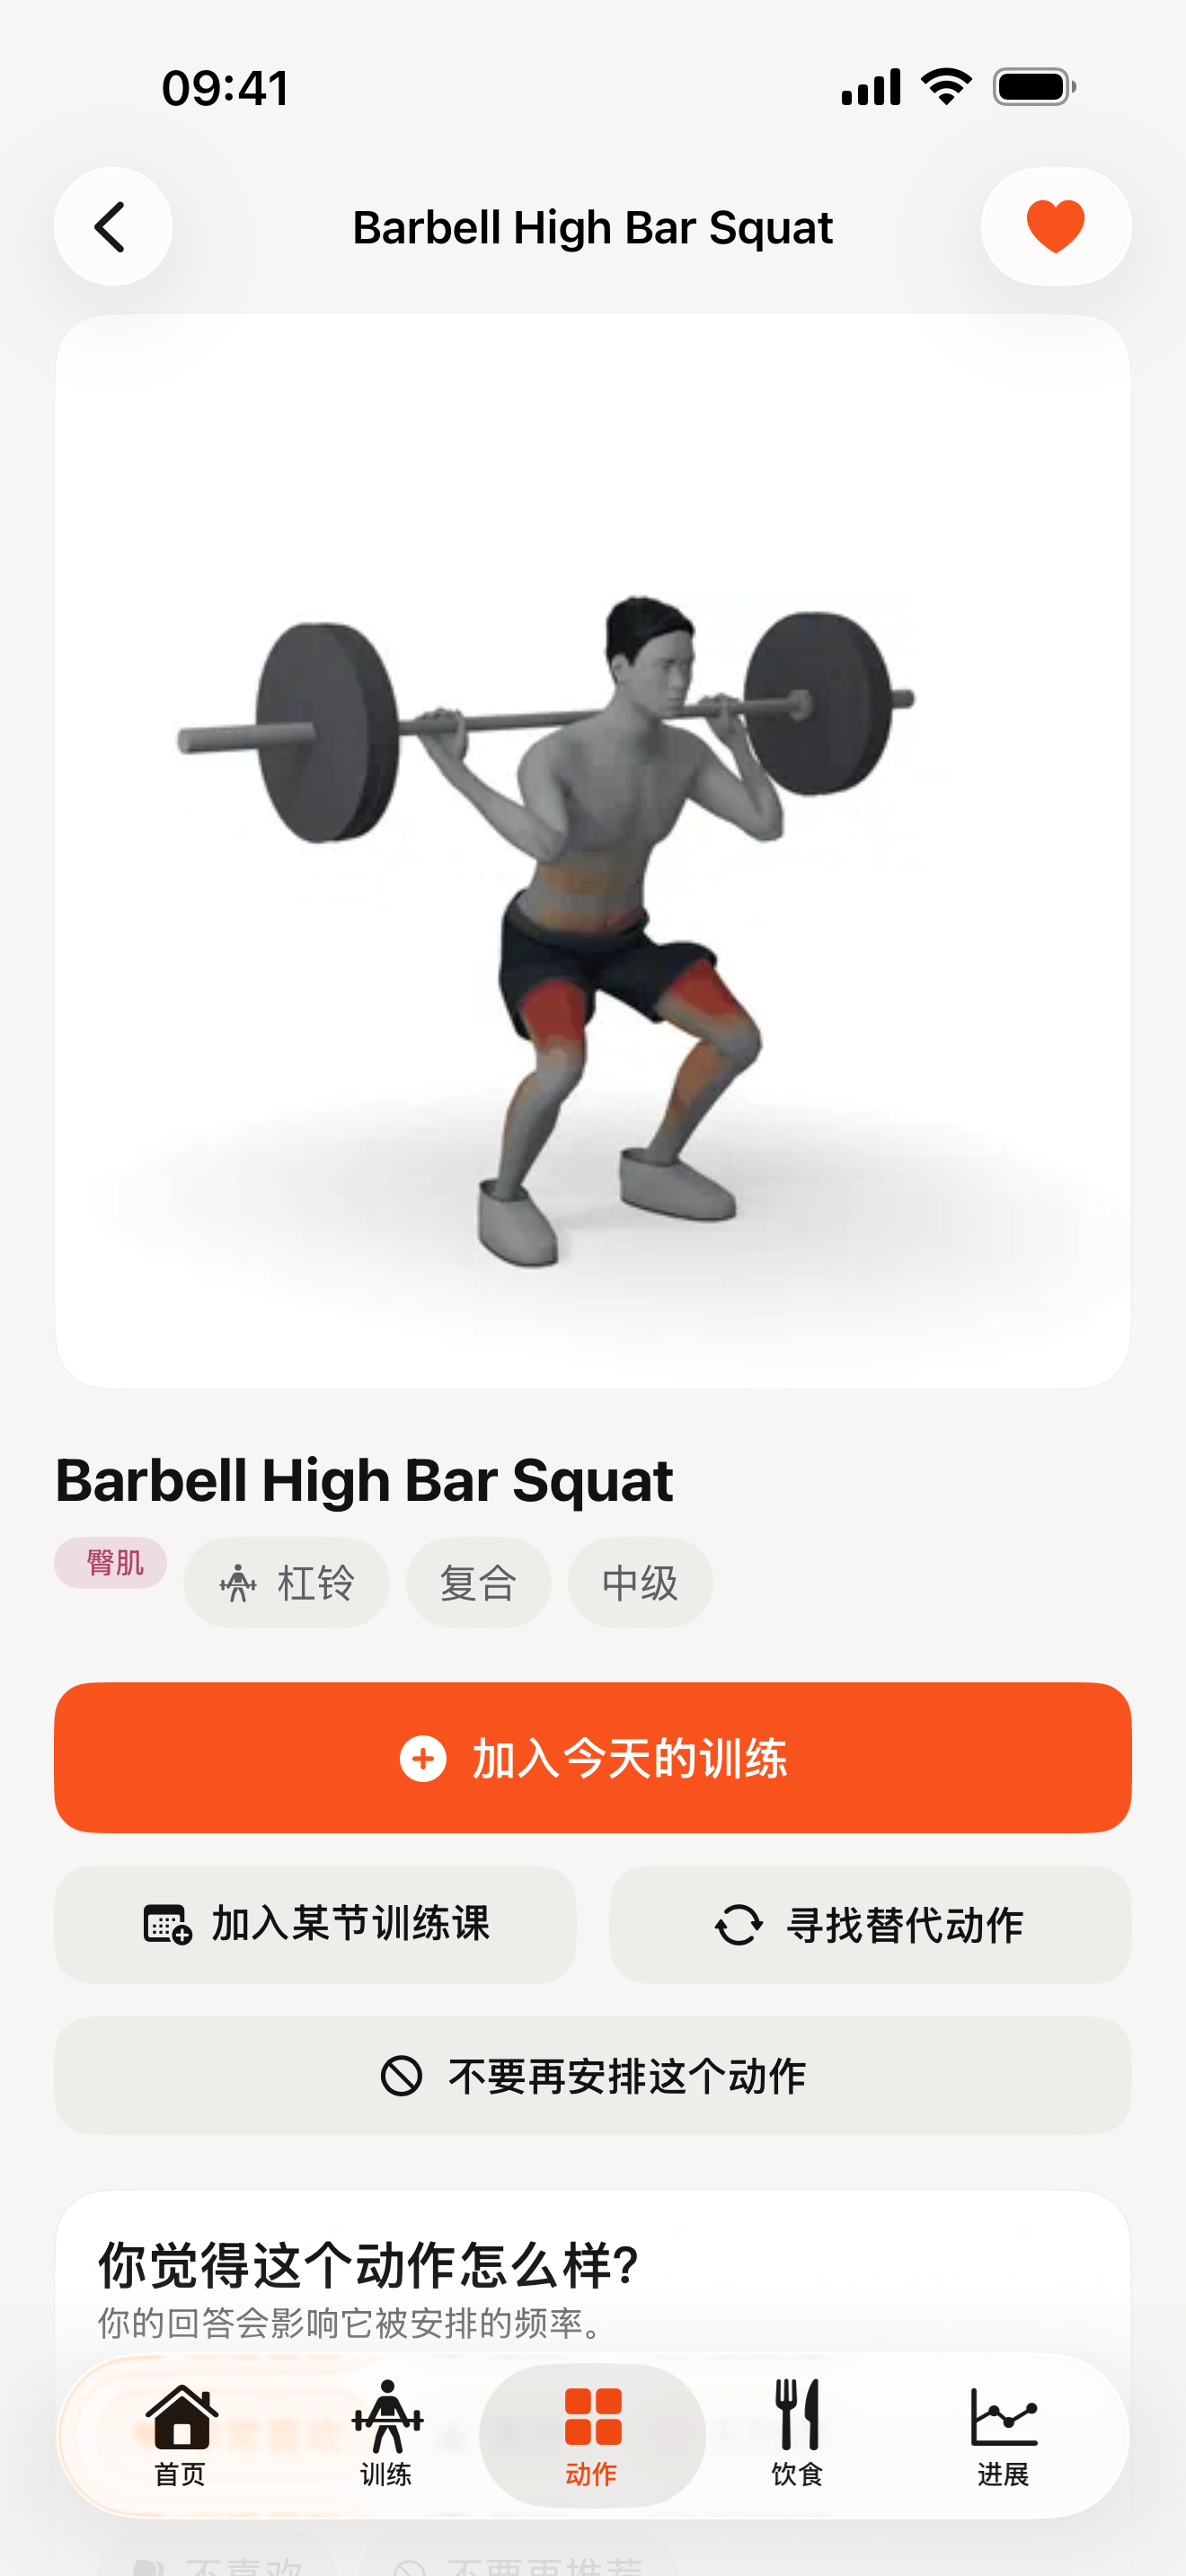 09:41
Barbell High Bar Squat
Barbell High Bar Squat
臀肌
杠铃
复合
中级
加入今天的训练
加入某节训练课
寻找替代动作
不要再安排这个动作
你觉得这个动作怎么样?
你的回答会影响它被安排的频率。
首页
训练
动作
饮食
进展